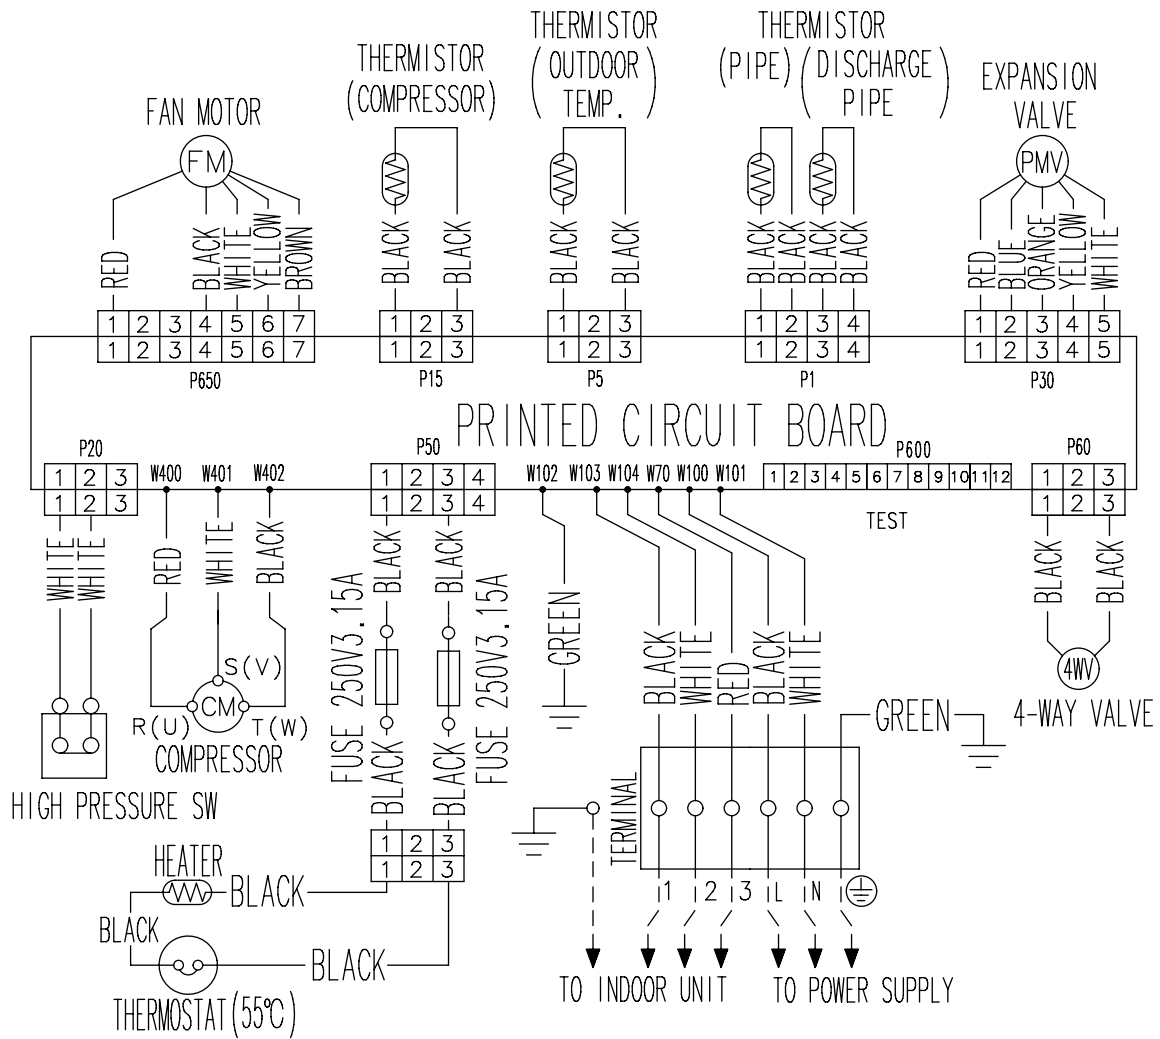 THERMISTOR
(OUTDOOR TEMP.)
THERMISTOR
(PIPE) (DISCHARGE PIPE)
THERMISTOR
(COMPRESSOR)
EXPANSION
VALVE
FAN MOTOR
FM
PMV
RED BLACK WHITE YELLOW BROWN
BLACK BLACK
BLACK BLACK
BLACK BLACK BLACK BLACK
RED BLUE ORANGE YELLOW WHITE
1 2 3 4 5 6 7
1 2 3 4 5 6 7
P650
1 2 3
1 2 3
P15
1 2 3
1 2 3
P5
1 2 3 4
1 2 3 4
P1
1 2 3 4 5
1 2 3 4 5
P30
PRINTED CIRCUIT BOARD
P20
1 2 3
1 2 3
W400 W401 W402
P50
1 2 3 4
1 2 3 4
W102 W103 W104 W70 W100 W101
P600
1 2 3 4 5 6 7 8 9 10 11 12
TEST
P60
1 2 3
1 2 3
WHITE WHITE
RED WHITE BLACK
BLACK BLACK
GREEN
BLACK BLACK
FUSE 250V3.15A
FUSE 250V3.15A
BLACK WHITE RED BLACK WHITE
4WV
4-WAY VALVE
S(V)
CM
R(U) T(W)
COMPRESSOR
HIGH PRESSURE SW
BLACK BLACK
GREEN
TERMINAL
1 2 3
1 2 3
HEATER
BLACK
BLACK
BLACK
THERMOSTAT(55℃)
1 2 3 L N
TO INDOOR UNIT
TO POWER SUPPLY